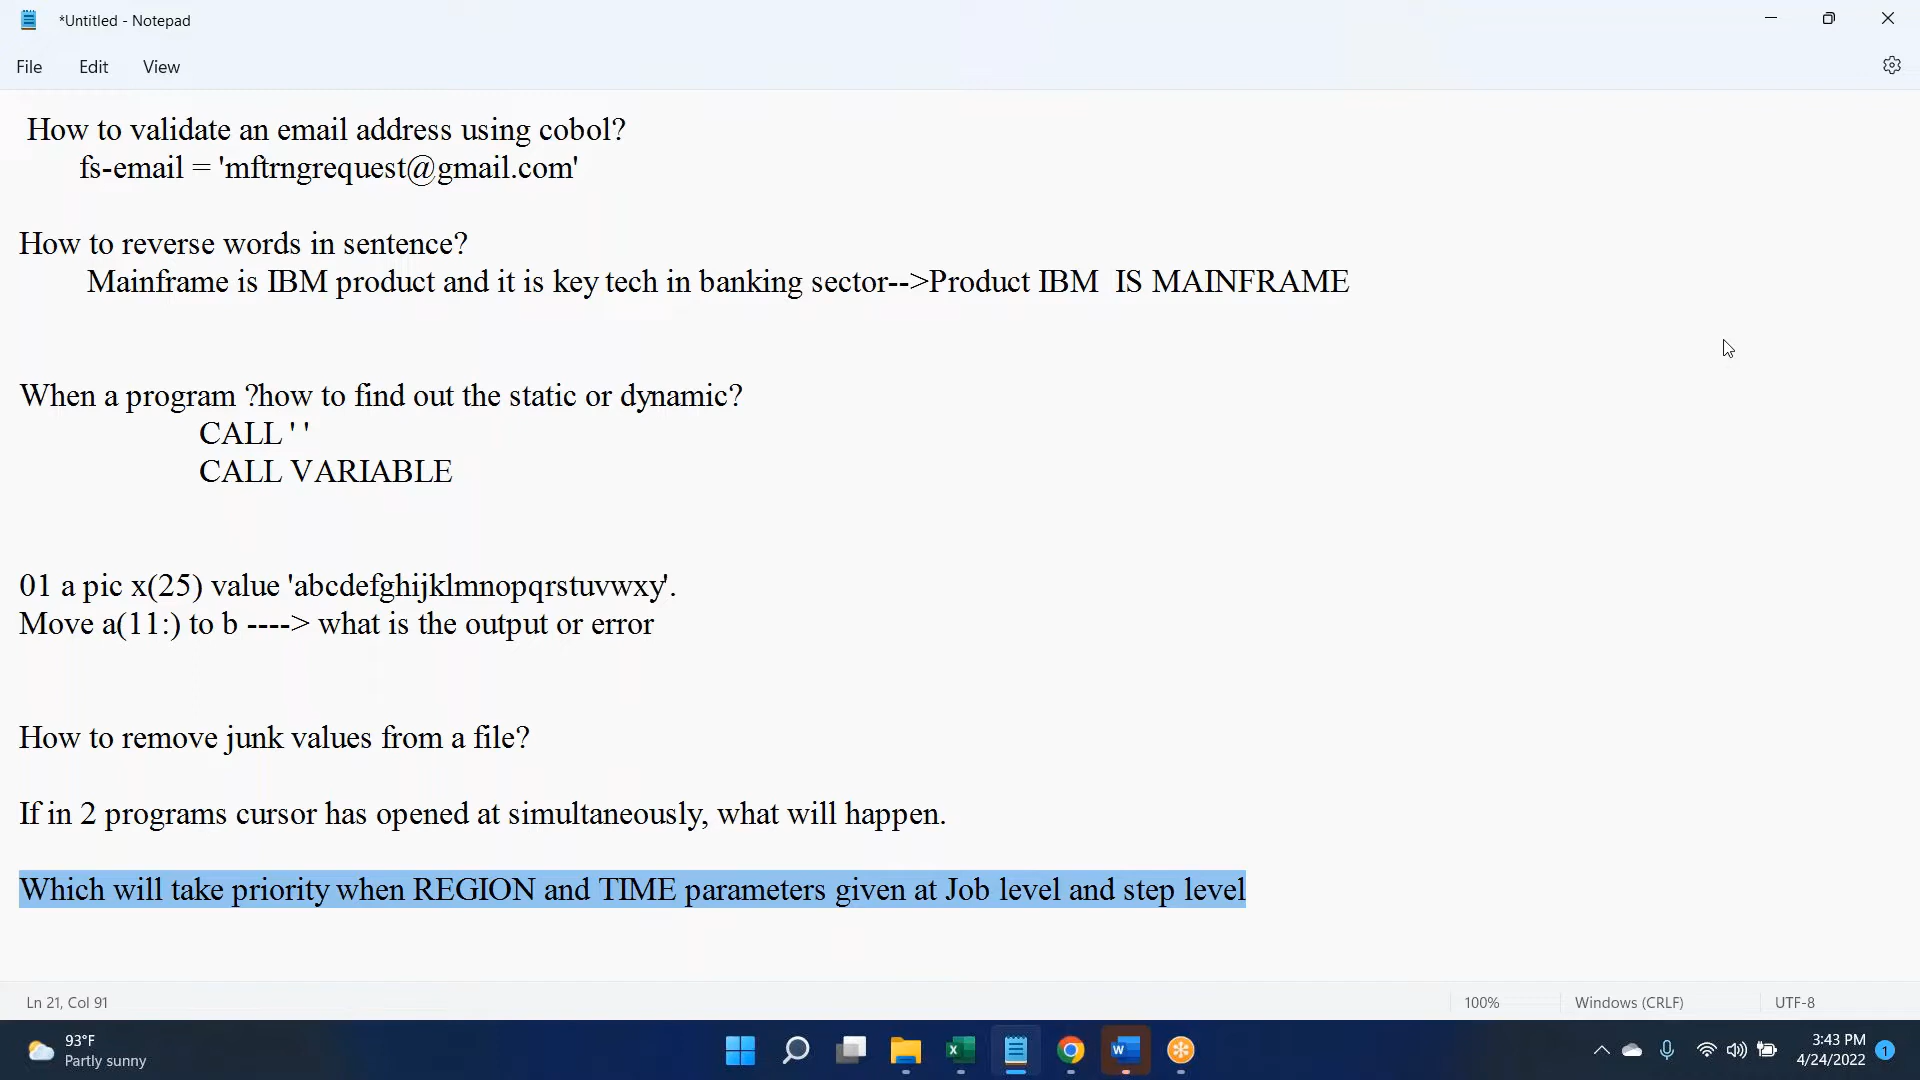 *Untitled - Notepad
File Edit View
How to validate an email address using cobol?
fs-email = 'mftrngrequest@gmail.com'
How to reverse words in sentence?
Mainframe is IBM product and it is key tech in banking sector-->Product IBM  IS MAINFRAME
When a program ?how to find out the static or dynamic?
CALL ' '
CALL VARIABLE
01 a pic x(25) value 'abcdefghijklmnopqrstuvwxy'.
Move a(11:) to b ----> what is the output or error
How to remove junk values from a file?
If in 2 programs cursor has opened at simultaneously, what will happen.
Which will take priority when REGION and TIME parameters given at Job level and step level
Ln 21, Col 91 100% Windows (CRLF) UTF-8
93°F
Partly sunny
3:43 PM
4/24/2022
1